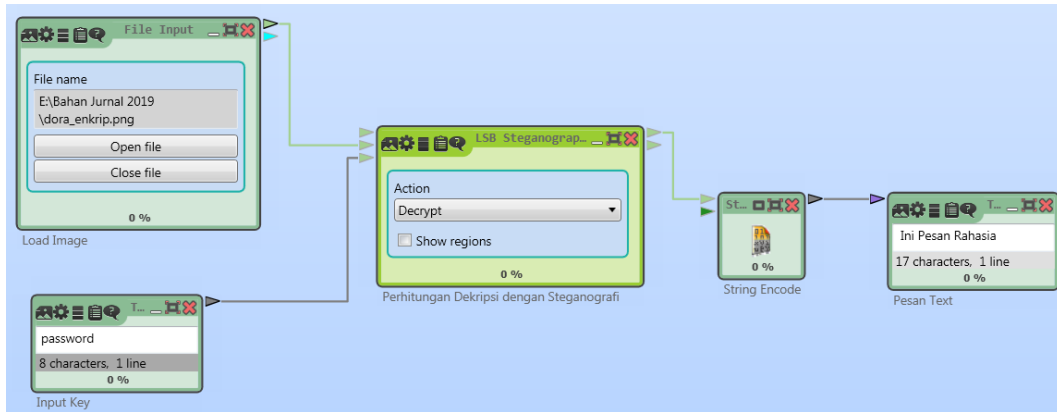 File Input
File name
E:\Bahan Jurnal 2019
\dora_enkrip.png
Open file
Close file
0 %
Load Image
T...
password
8 characters, 1 line
0 %
Input Key
LSB Steganograp...
Action
Decrypt
Show regions
0 %
Perhitungan Dekripsi dengan Steganografi
St...
0 %
String Encode
T...
Ini Pesan Rahasia
17 characters, 1 line
0 %
Pesan Text